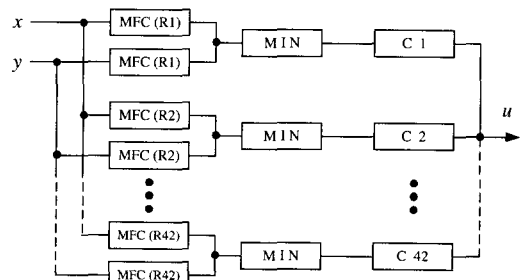 x
MFC (R1)
MIN
C 1
y
MFC (R1)
u
MFC (R2)
MIN
C 2
MFC (R2)
MFC (R42)
MIN
C 42
MFC (R42)